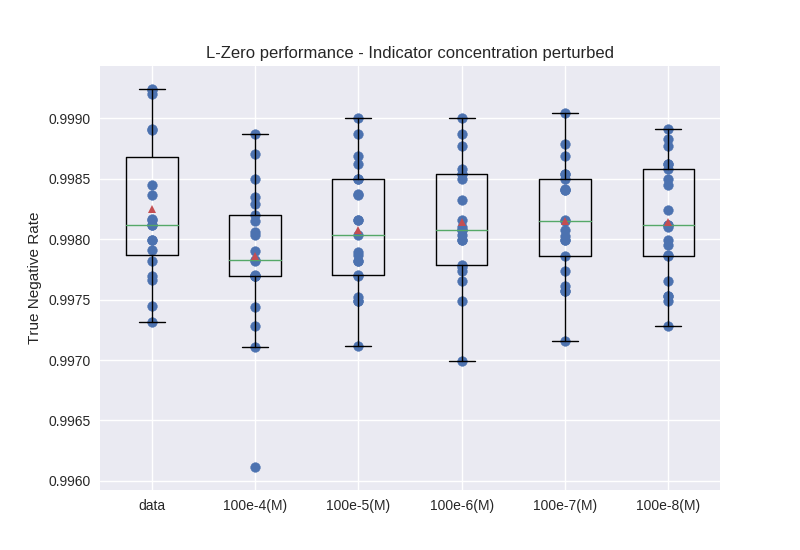 L-Zero performance - Indicator concentration perturbed
True Negative Rate
0.9990
0.9985
0.9980
0.9975
0.9970
0.9965
0.9960
data
100e-4(M)
100e-5(M)
100e-6(M)
100e-7(M)
100e-8(M)